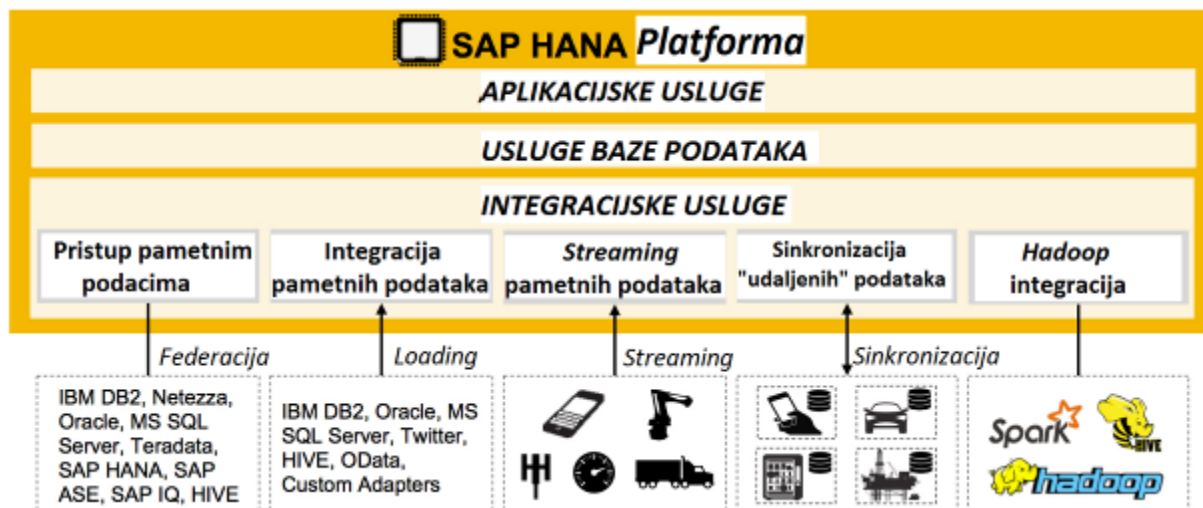 SAP HANA Platforma
APLIKACIJSKE USLUGE
USLUGE BAZE PODATAKA
INTEGRACIJSKE USLUGE
Pristup pametnim
podacima
Integracija
pametnih podataka
Streaming
pametnih podataka
Sinkronizacija
"udaljenih" podataka
Hadoop
integracija
Federacija
Loading
Streaming
Sinkronizacija
IBM DB2, Netezza,
Oracle, MS SQL
Server, Teradata,
SAP HANA, SAP
ASE, SAP IQ, HIVE
IBM DB2, Oracle, MS
SQL Server, Twitter,
HIVE, OData,
Custom Adapters
Spark
HIVE
hadoop